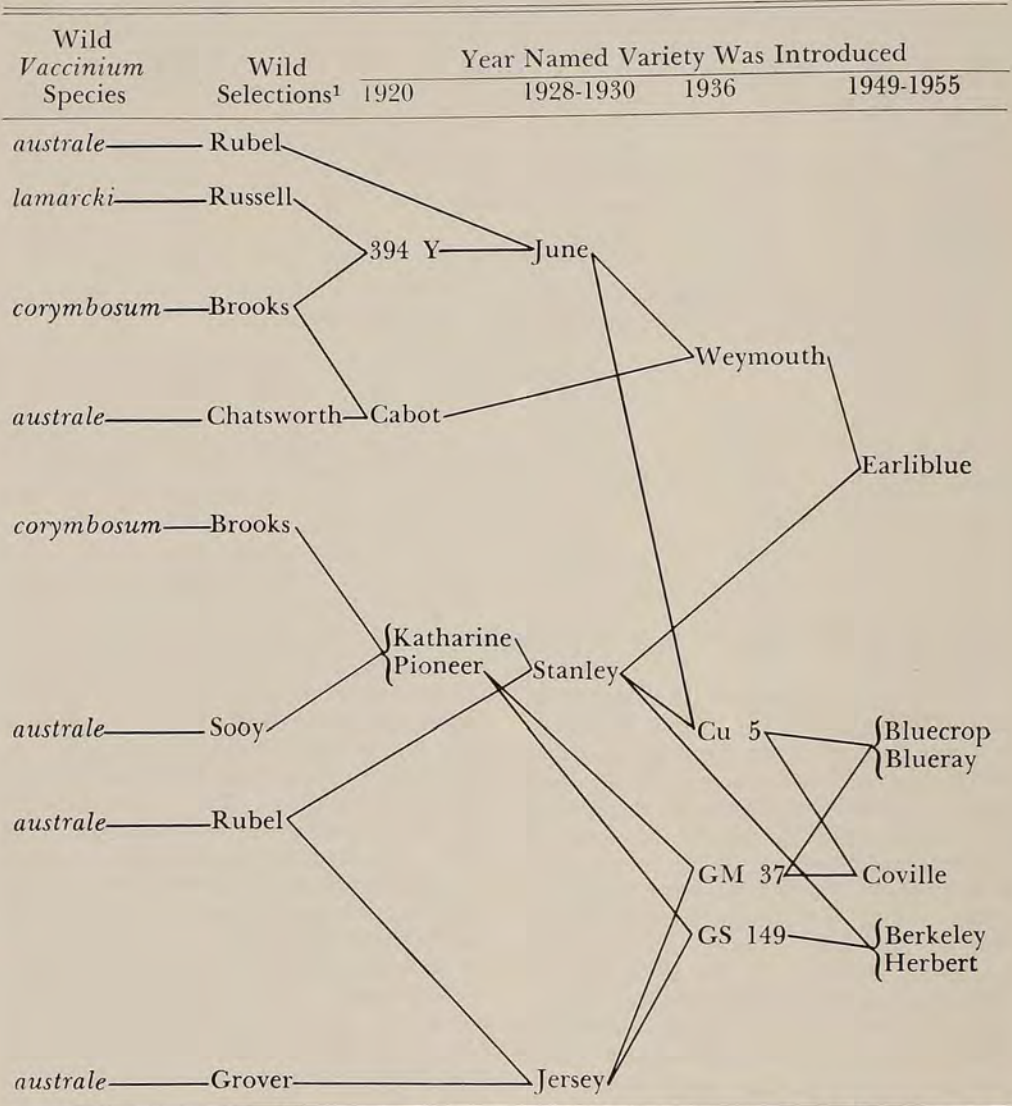 Wild
Vaccinium
Species
Wild
Selections¹
Year Named Variety Was Introduced
1920 1928-1930 1936 1949-1955
australe Rubel
lamarcki Russell
394 Y June
corymbosum Brooks
Weymouth
australe Chatsworth Cabot
Earliblue
corymbosum Brooks
Katharine
Pioneer Stanley
australe Sooy Cu 5 Bluecrop
Blueray
australe Rubel
GM 37 Coville
GS 149 Berkeley
Herbert
australe Grover Jersey